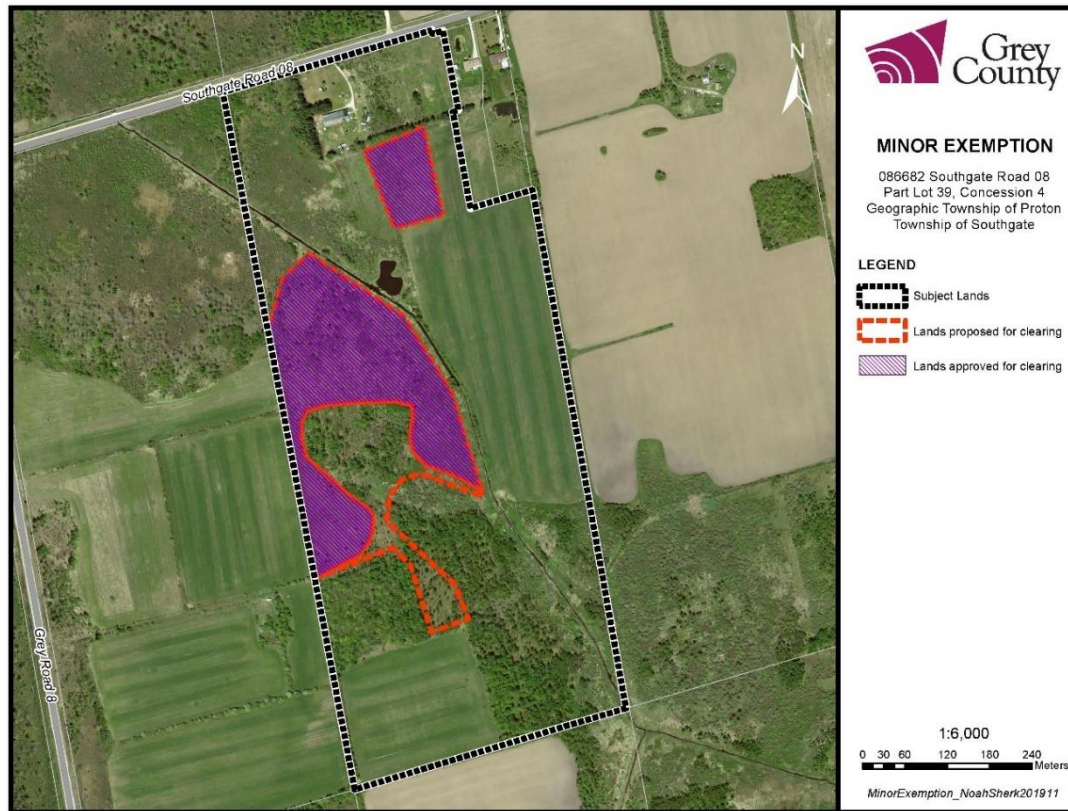 Southgate Road 08
Grey Road 8
N
Grey
County
MINOR EXEMPTION
086682 Southgate Road 08
Part Lot 39, Concession 4
Geographic Township of Proton
Township of Southgate
LEGEND
Subject Lands
Lands proposed for clearing
Lands approved for clearing
1:6,000
0 30 60 120 180 240
Meters
MinorExemption_NoahSherk201911